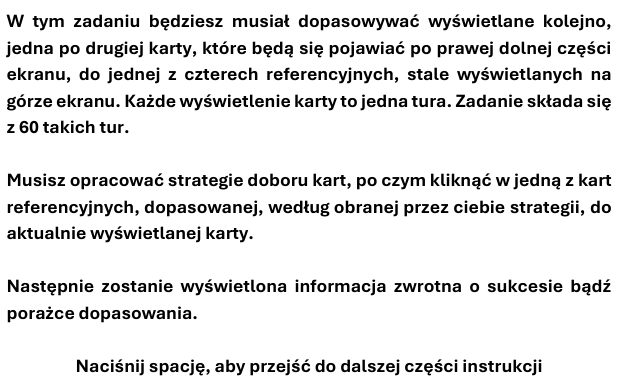 W tym zadaniu będziesz musiał dopasowywać wyświetlane kolejno,
jedna po drugiej karty, które będą się pojawiać po prawej dolnej części
ekranu, do jednej z czterech referencyjnych, stale wyświetlanych na
górze ekranu. Każde wyświetlenie karty to jedna tura. Zadanie składa się
z 60 takich tur.
Musisz opracować strategie doboru kart, po czym kliknąć w jedną z kart
referencyjnych, dopasowanej, według obranej przez ciebie strategii, do
aktualnie wyświetlanej karty.
Następnie zostanie wyświetlona informacja zwrotna o sukcesie bądź
porażce dopasowania.
Naciśnij spację, aby przejść do dalszej części instrukcji